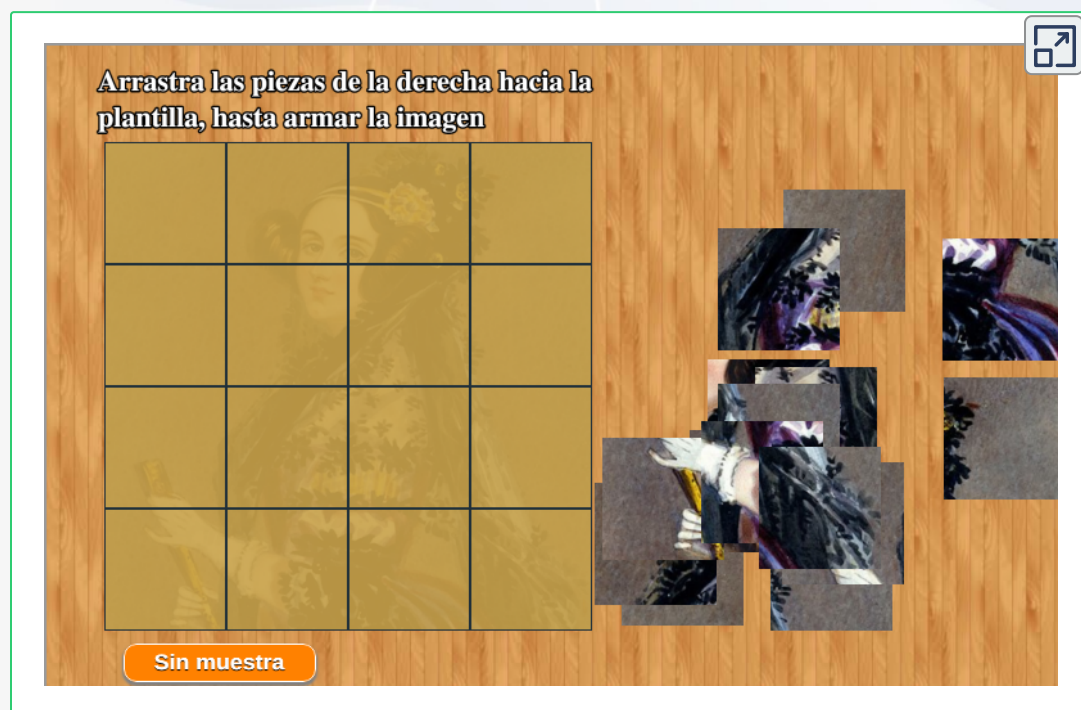 Arrastra las piezas de la derecha hacia la
plantilla, hasta armar la imagen
Sin muestra